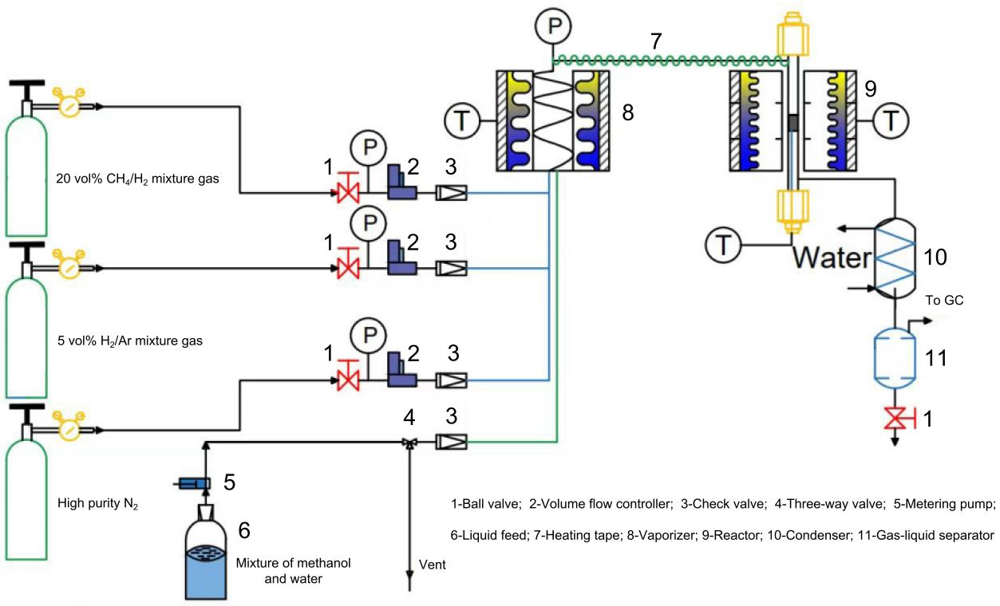 P
7
9
T
8
T
P
1
2
3
20 vol% CH₄/H₂ mixture gas
P
1
2
3
T
Water
10
To GC
5 vol% H₂/Ar mixture gas
P
1
2
3
11
4
3
1
5
High purity N₂
1-Ball valve; 2-Volume flow controller; 3-Check valve; 4-Three-way valve; 5-Metering pump;
6
6-Liquid feed; 7-Heating tape; 8-Vaporizer; 9-Reactor; 10-Condenser; 11-Gas-liquid separator
Mixture of methanol
and water
Vent